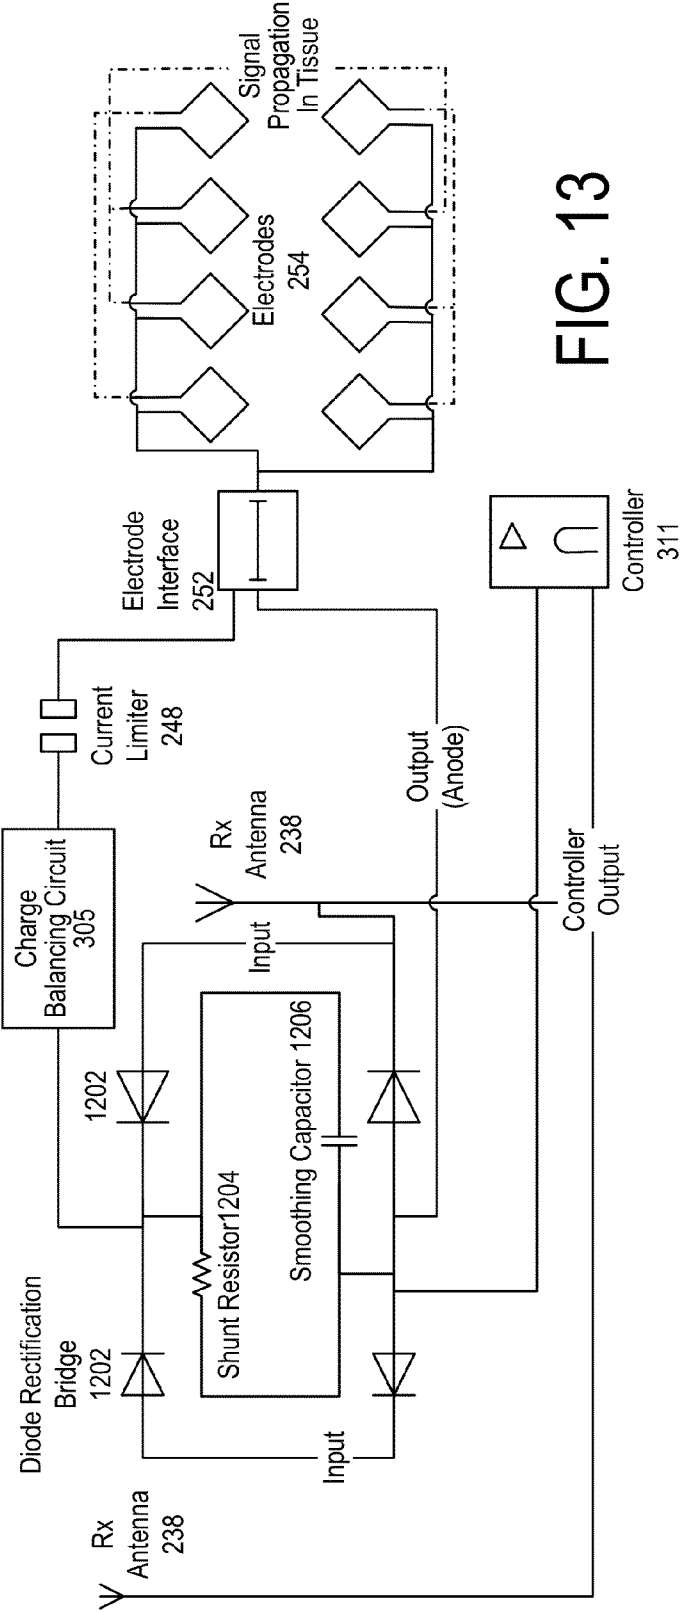 Rx
Antenna
238
Diode Rectification
Bridge
1202
1202
Input
Input
Shunt Resistor1204
Smoothing Capacitor 1206
Charge
Balancing Circuit
305
Current
Limiter
248
Rx
Antenna
238
Output
(Anode)
Controller
Output
Electrode
Interface
252
Controller
311
Electrodes
254
Signal
Propagation
In Tissue
FIG. 13